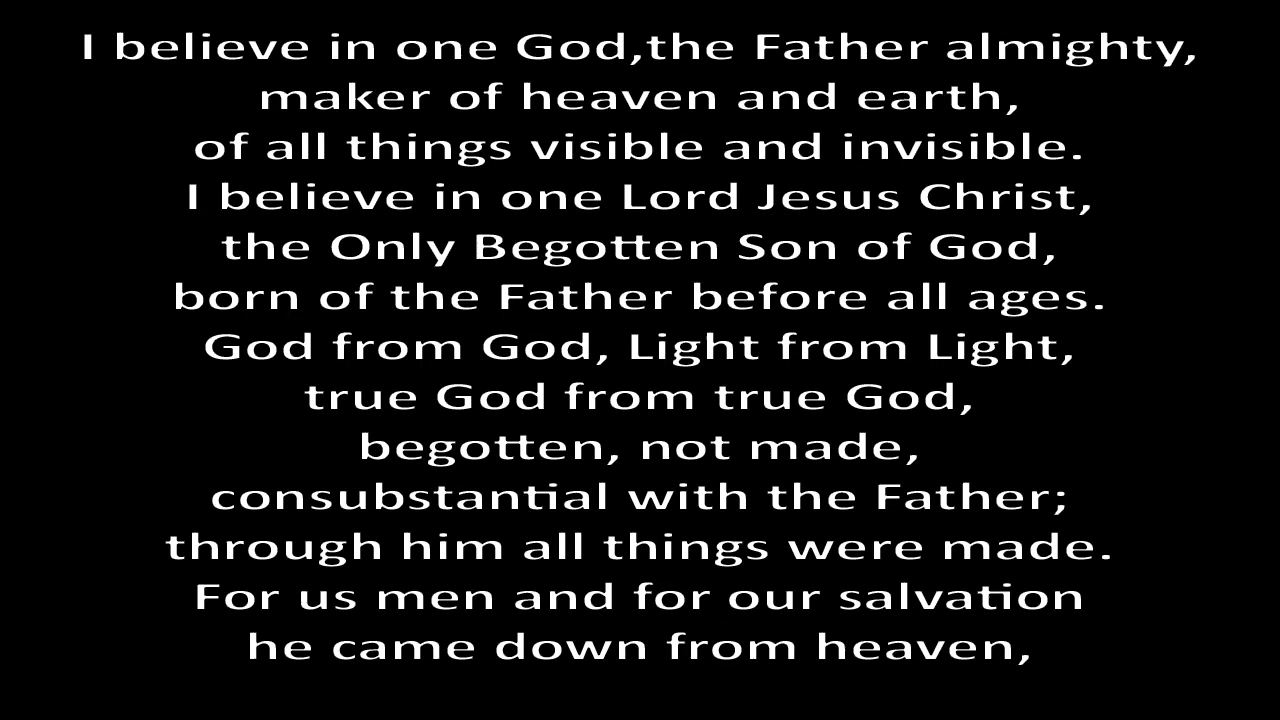 I believe in one God,the Father almighty,
maker of heaven and earth,
of all things visible and invisible.
I believe in one Lord Jesus Christ,
the Only Begotten Son of God,
born of the Father before all ages.
God from God, Light from Light,
true God from true God,
begotten, not made,
consubstantial with the Father;
through him all things were made.
For us men and for our salvation
he came down from heaven,